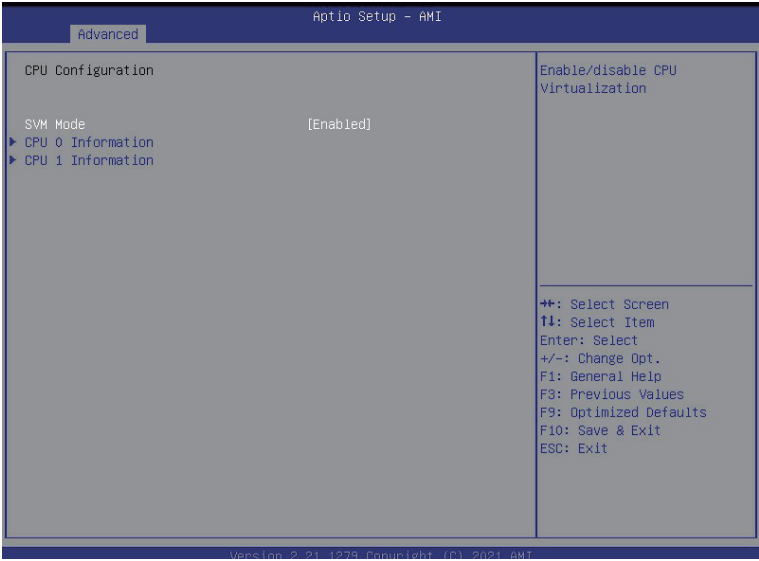 Aptio Setup – AMI
Advanced
CPU Configuration
SVM Mode [Enabled]
CPU 0 Information
CPU 1 Information
Enable/disable CPU
Virtualization
→←: Select Screen
↑↓: Select Item
Enter: Select
+/-: Change Opt.
F1: General Help
F3: Previous Values
F9: Optimized Defaults
F10: Save & Exit
ESC: Exit
Version 2.21.1279 Copyright (C) 2021 AMI